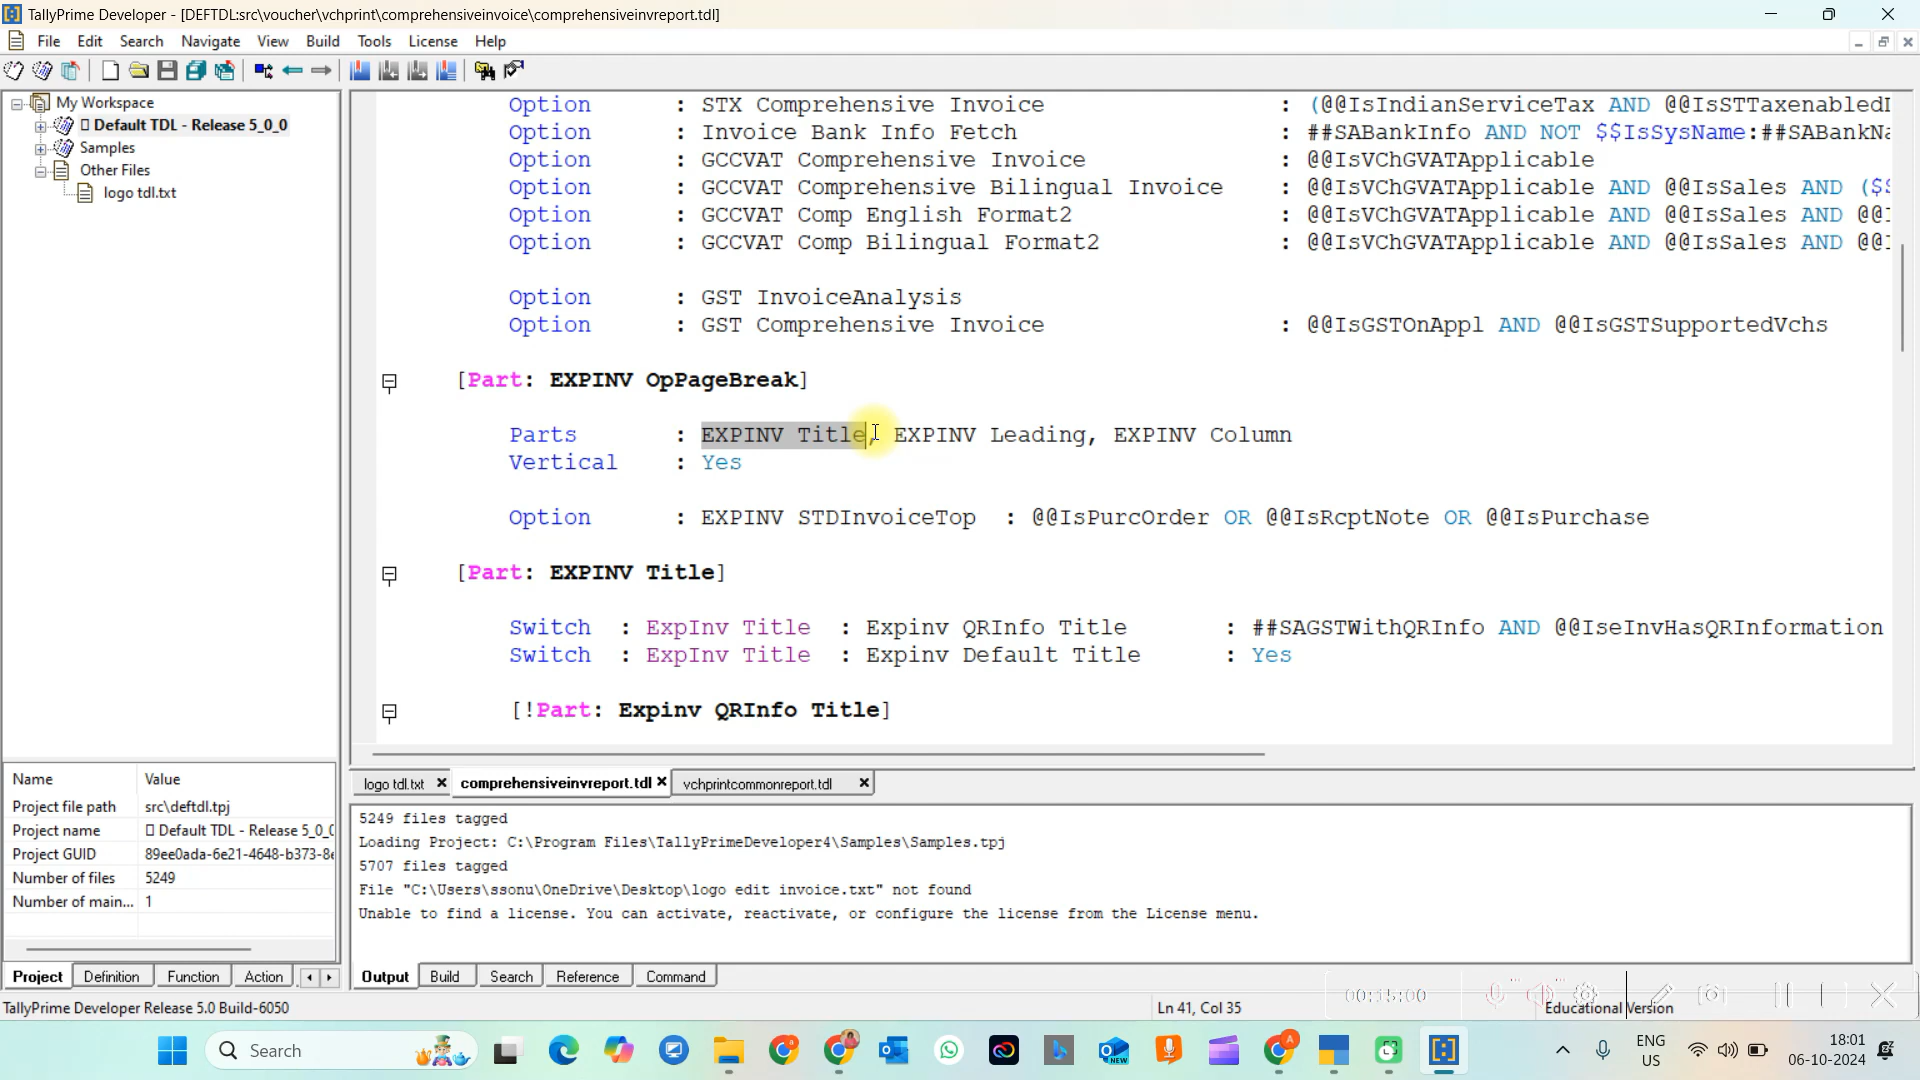 TallyPrime Developer - [DEFTDL:src\voucher\vchprint\comprehensiveinvoice\comprehensiveinvreport.tdl]
File Edit Search Navigate View Build Tools License Help
My Workspace
Default TDL - Release 5_0_0
Samples
Other Files
logo tdl.txt
Option : STX Comprehensive Invoice : (@@IsIndianServiceTax AND @@IsSTTaxenabledI
Option : Invoice Bank Info Fetch : ##SABankInfo AND NOT $$IsSysName:##SABankNa
Option : GCCVAT Comprehensive Invoice : @@IsVChGVATApplicable
Option : GCCVAT Comprehensive Bilingual Invoice : @@IsVChGVATApplicable AND @@IsSales AND ($$
Option : GCCVAT Comp English Format2 : @@IsVChGVATApplicable AND @@IsSales AND @@
Option : GCCVAT Comp Bilingual Format2 : @@IsVChGVATApplicable AND @@IsSales AND @@
Option : GST InvoiceAnalysis
Option : GST Comprehensive Invoice : @@IsGSTOnAppl AND @@IsGSTSupportedVchs
[Part: EXPINV OpPageBreak]
Parts : EXPINV Title, EXPINV Leading, EXPINV Column
Vertical : Yes
Option : EXPINV STDInvoiceTop : @@IsPurcOrder OR @@IsRcptNote OR @@IsPurchase
[Part: EXPINV Title]
Switch : ExpInv Title : Expinv QRInfo Title : ##SAGSTWithQRInfo AND @@IseInvHasQRInformation
Switch : ExpInv Title : Expinv Default Title : Yes
[!Part: Expinv QRInfo Title]
Name Value
Project file path src\deftdl.tpj
Project name Default TDL - Release 5_0_0
Project GUID 89ee0ada-6e21-4648-b373-8e
Number of files 5249
Number of main... 1
Project Definition Function Action
logo tdl.txt comprehensiveinvreport.tdl vchprintcommonreport.tdl
5249 files tagged
Loading Project: C:\Program Files\TallyPrimeDeveloper4\Samples\Samples.tpj
5707 files tagged
File "C:\Users\ssonu\OneDrive\Desktop\logo edit invoice.txt" not found
Unable to find a license. You can activate, reactivate, or configure the license from the License menu.
Output Build Search Reference Command
00:15:00
TallyPrime Developer Release 5.0 Build-6050 Ln 41, Col 35 Educational Version
Search
ENG
US
18:01
06-10-2024